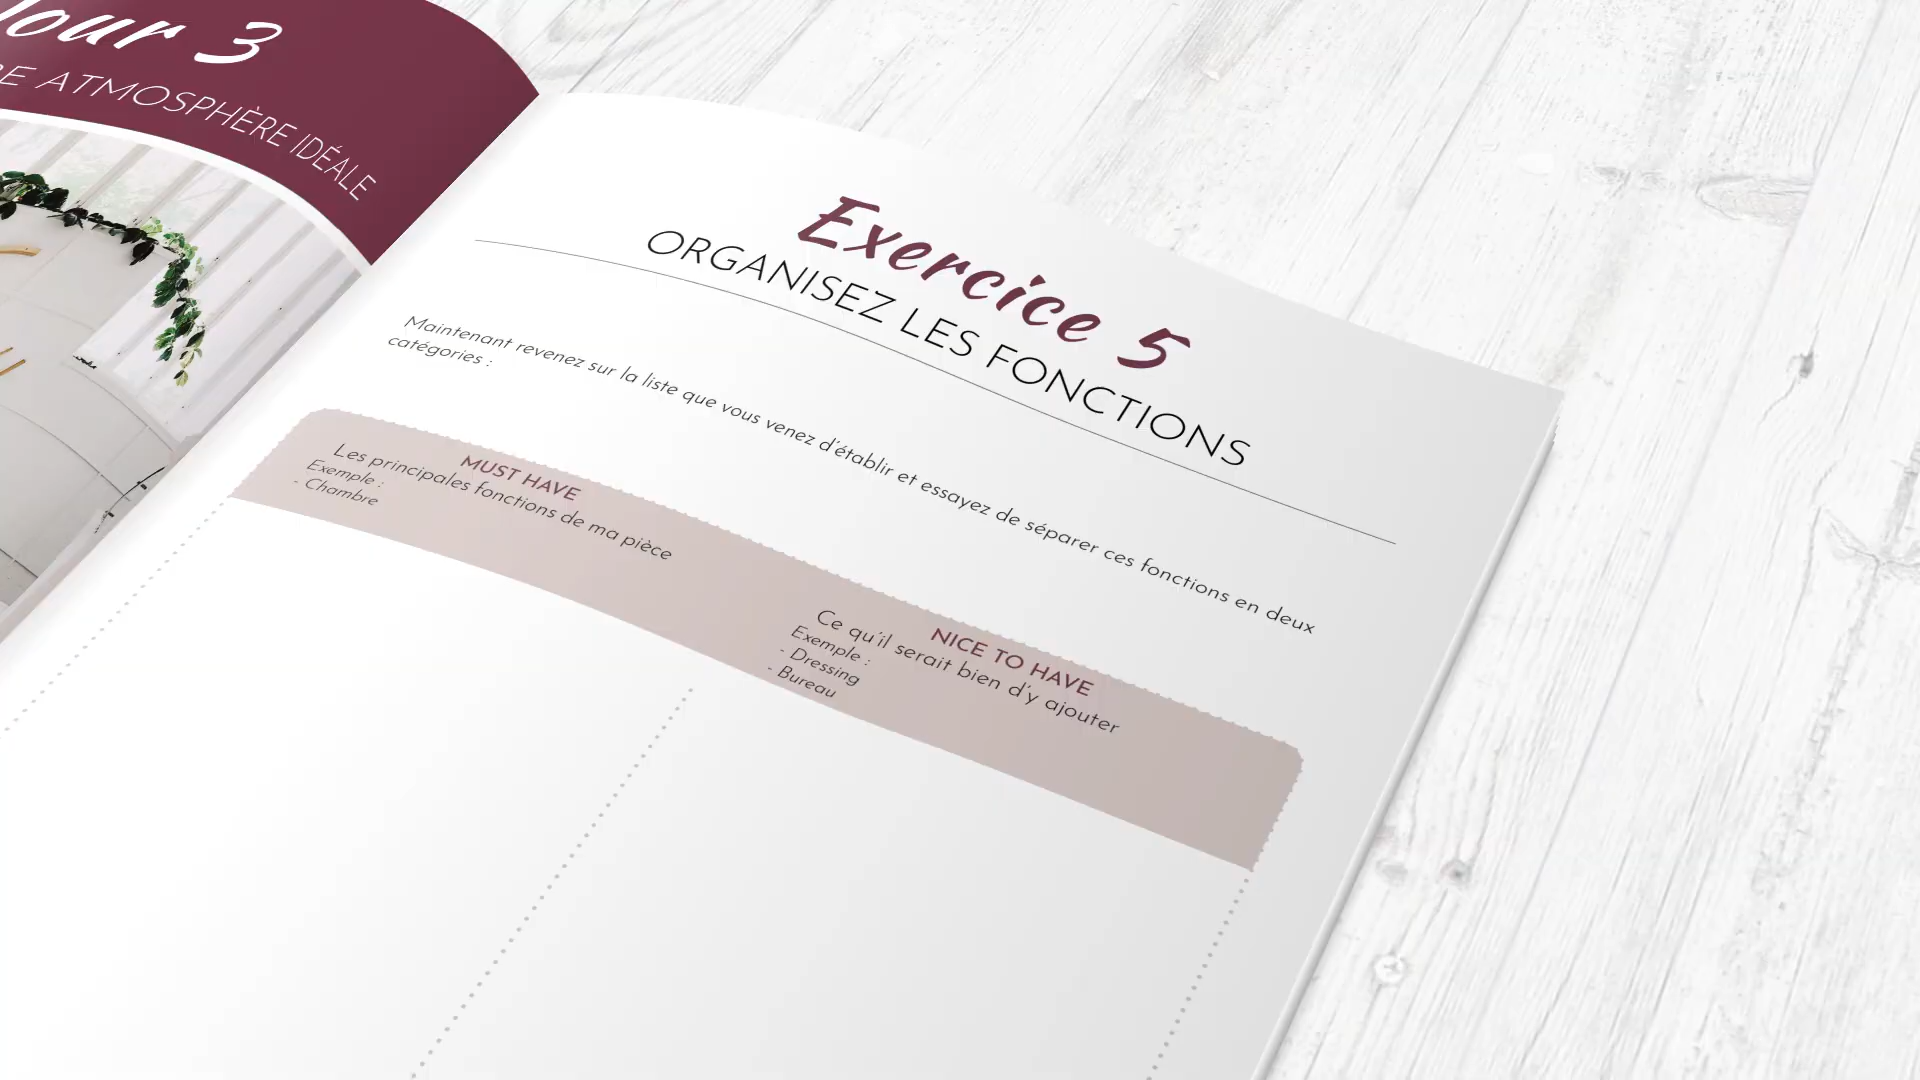 Jour 3
ATMOSPHÈRE IDÉALE
Exercice 5
ORGANISEZ LES FONCTIONS
Maintenant revenez sur la liste que vous venez d'établir et essayez de séparer ces fonctions en deux
catégories :
MUST HAVE
Les principales fonctions de ma pièce
Exemple :
- Chambre
NICE TO HAVE
Ce qu'il serait bien d'y ajouter
Exemple :
- Dressing
- Bureau